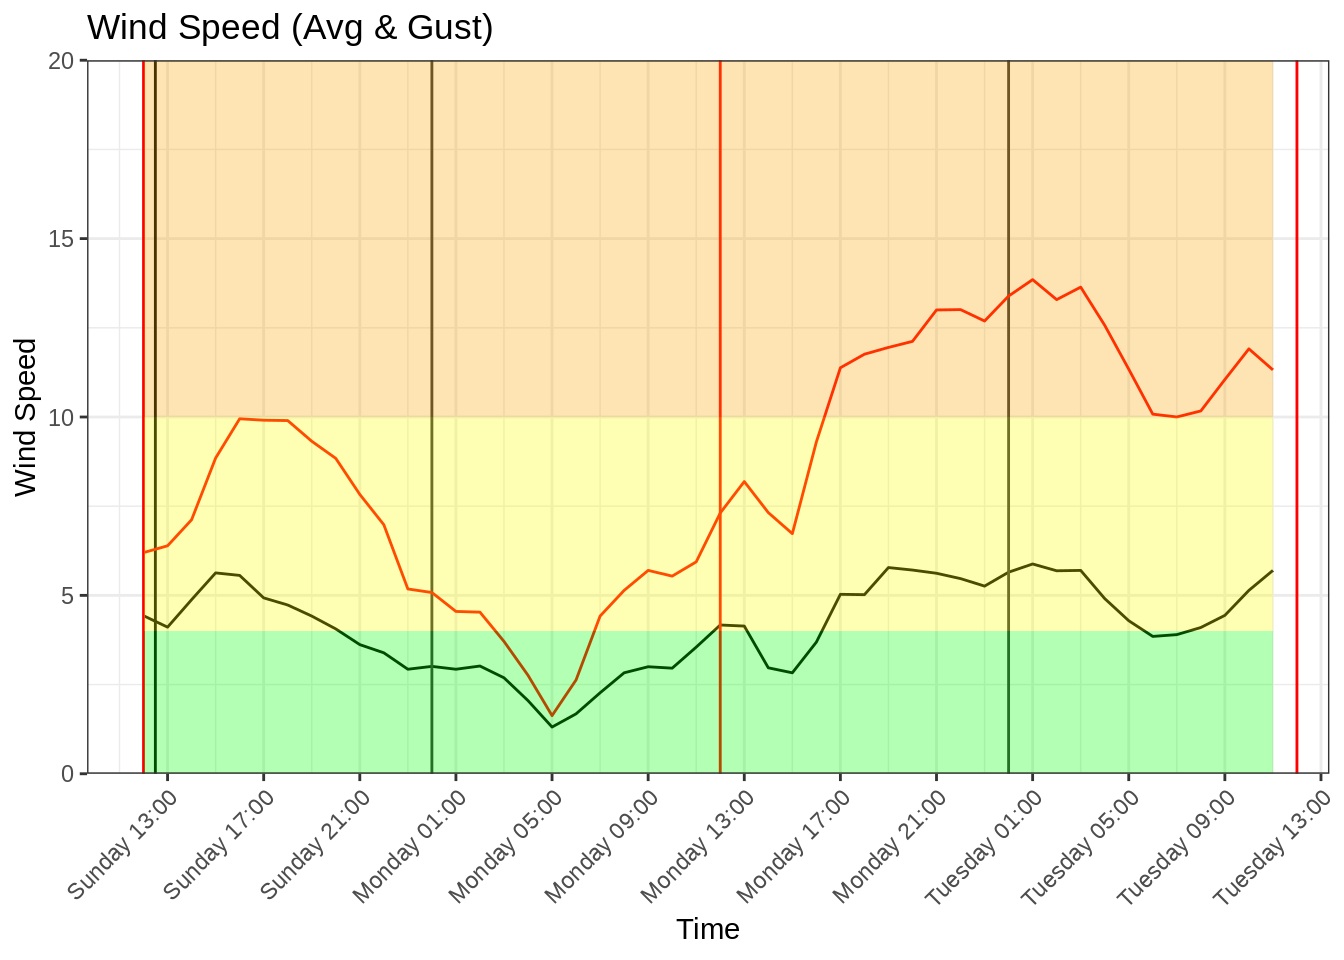 Wind Speed (Avg & Gust)
20
15
10
5
0
Wind Speed
Sunday 13:00
Sunday 17:00
Sunday 21:00
Monday 01:00
Monday 05:00
Monday 09:00
Monday 13:00
Monday 17:00
Monday 21:00
Tuesday 01:00
Tuesday 05:00
Tuesday 09:00
Tuesday 13:00
Time